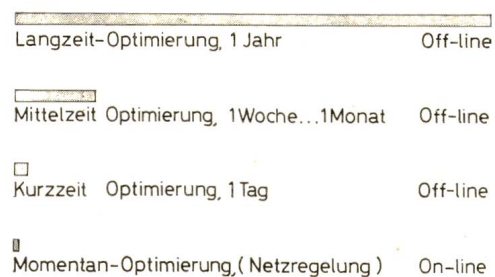 Langzeit-Optimierung, 1 Jahr Off-line
Mittelzeit Optimierung, 1Woche...1Monat Off-line
Kurzzeit Optimierung, 1Tag Off-line
Momentan-Optimierung,(Netzregelung) On-line